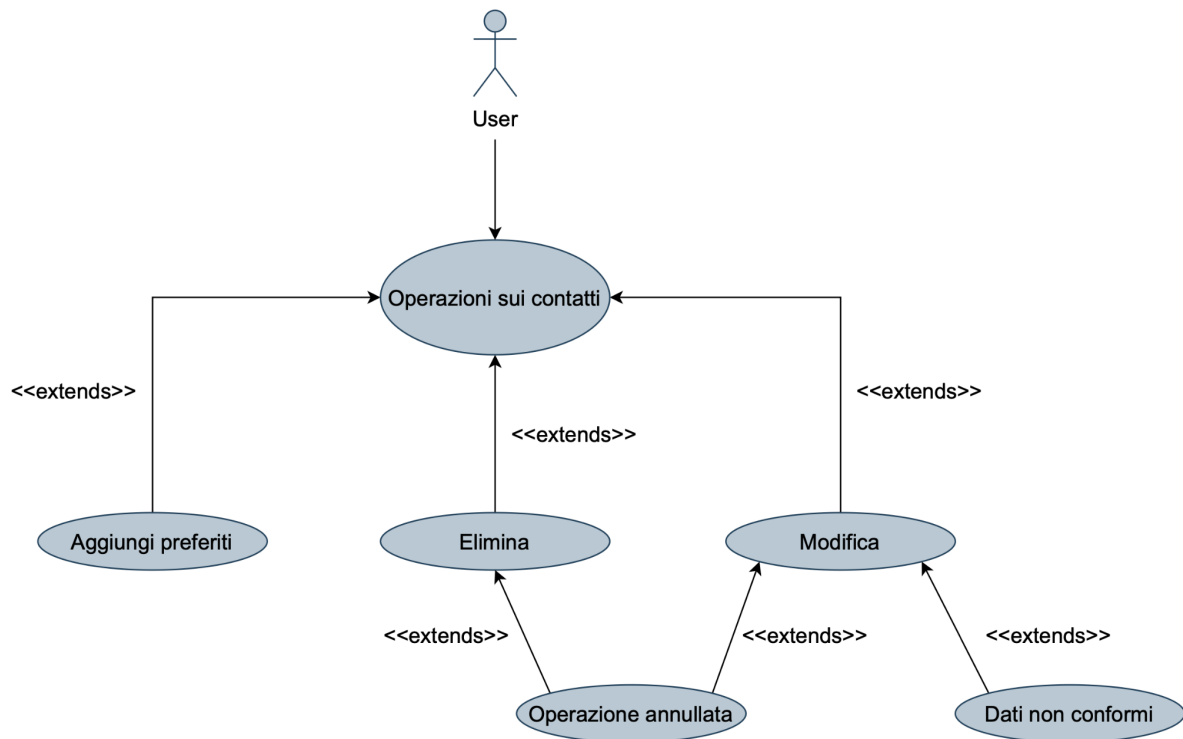 User
Operazioni sui contatti
<<extends>>
<<extends>>
<<extends>>
Aggiungi preferiti
Elimina
Modifica
<<extends>>
<<extends>>
<<extends>>
Operazione annullata
Dati non conformi